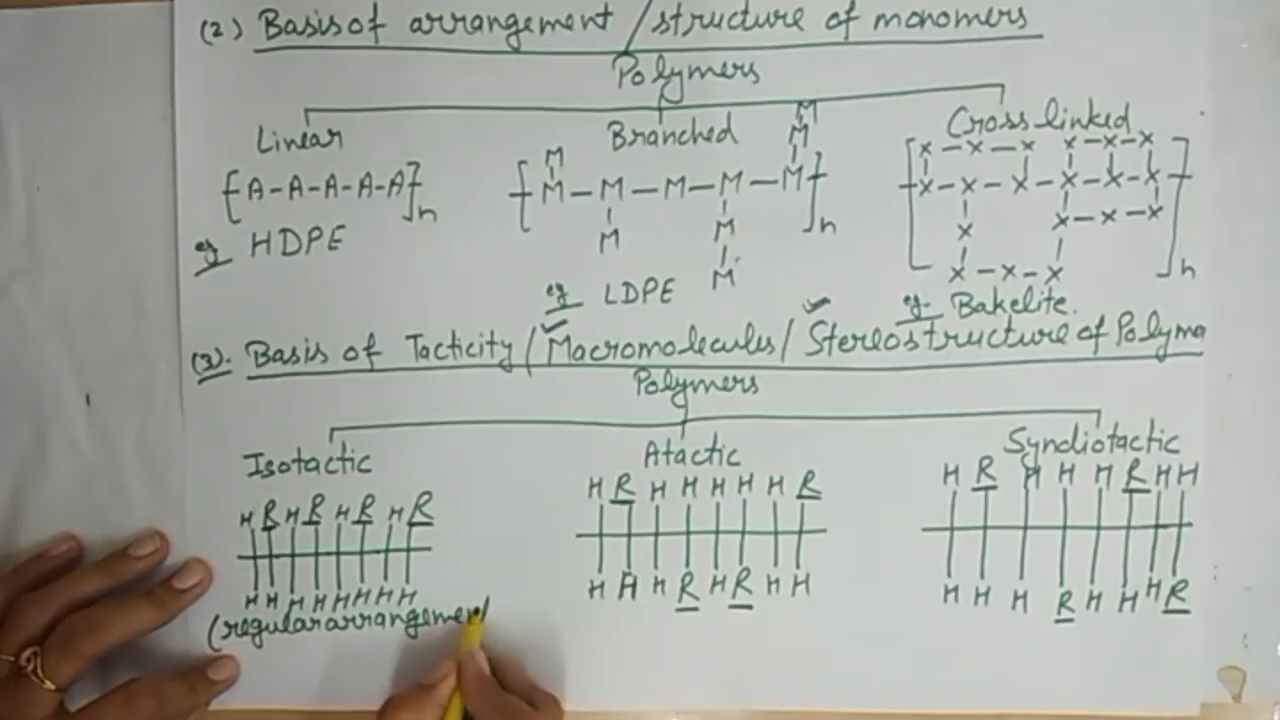 (2) Basis of arrangement / structure of monomers
Polymers
Linear
Branched
Cross linked
M
M
M
x - x - x x - x - x
[A-A-A-A-A]n
[M - M - M - M - M]n
[x - x - x - x - x - x]n
M
M
x
x - x - x
M
x - x - x
eg HDPE
eg LDPE
eg. Bakelite.
(3). Basis of Tacticity / Macromolecules / Stereostructure of Polyme
Polymers
Isotactic
Atactic
Syndiotactic
H R H R H R H R
H R H H H H H R
H R H H H R H H
H H H H H H H H
H H H R H R H H
H H H R H H H R
(regular arrangemen